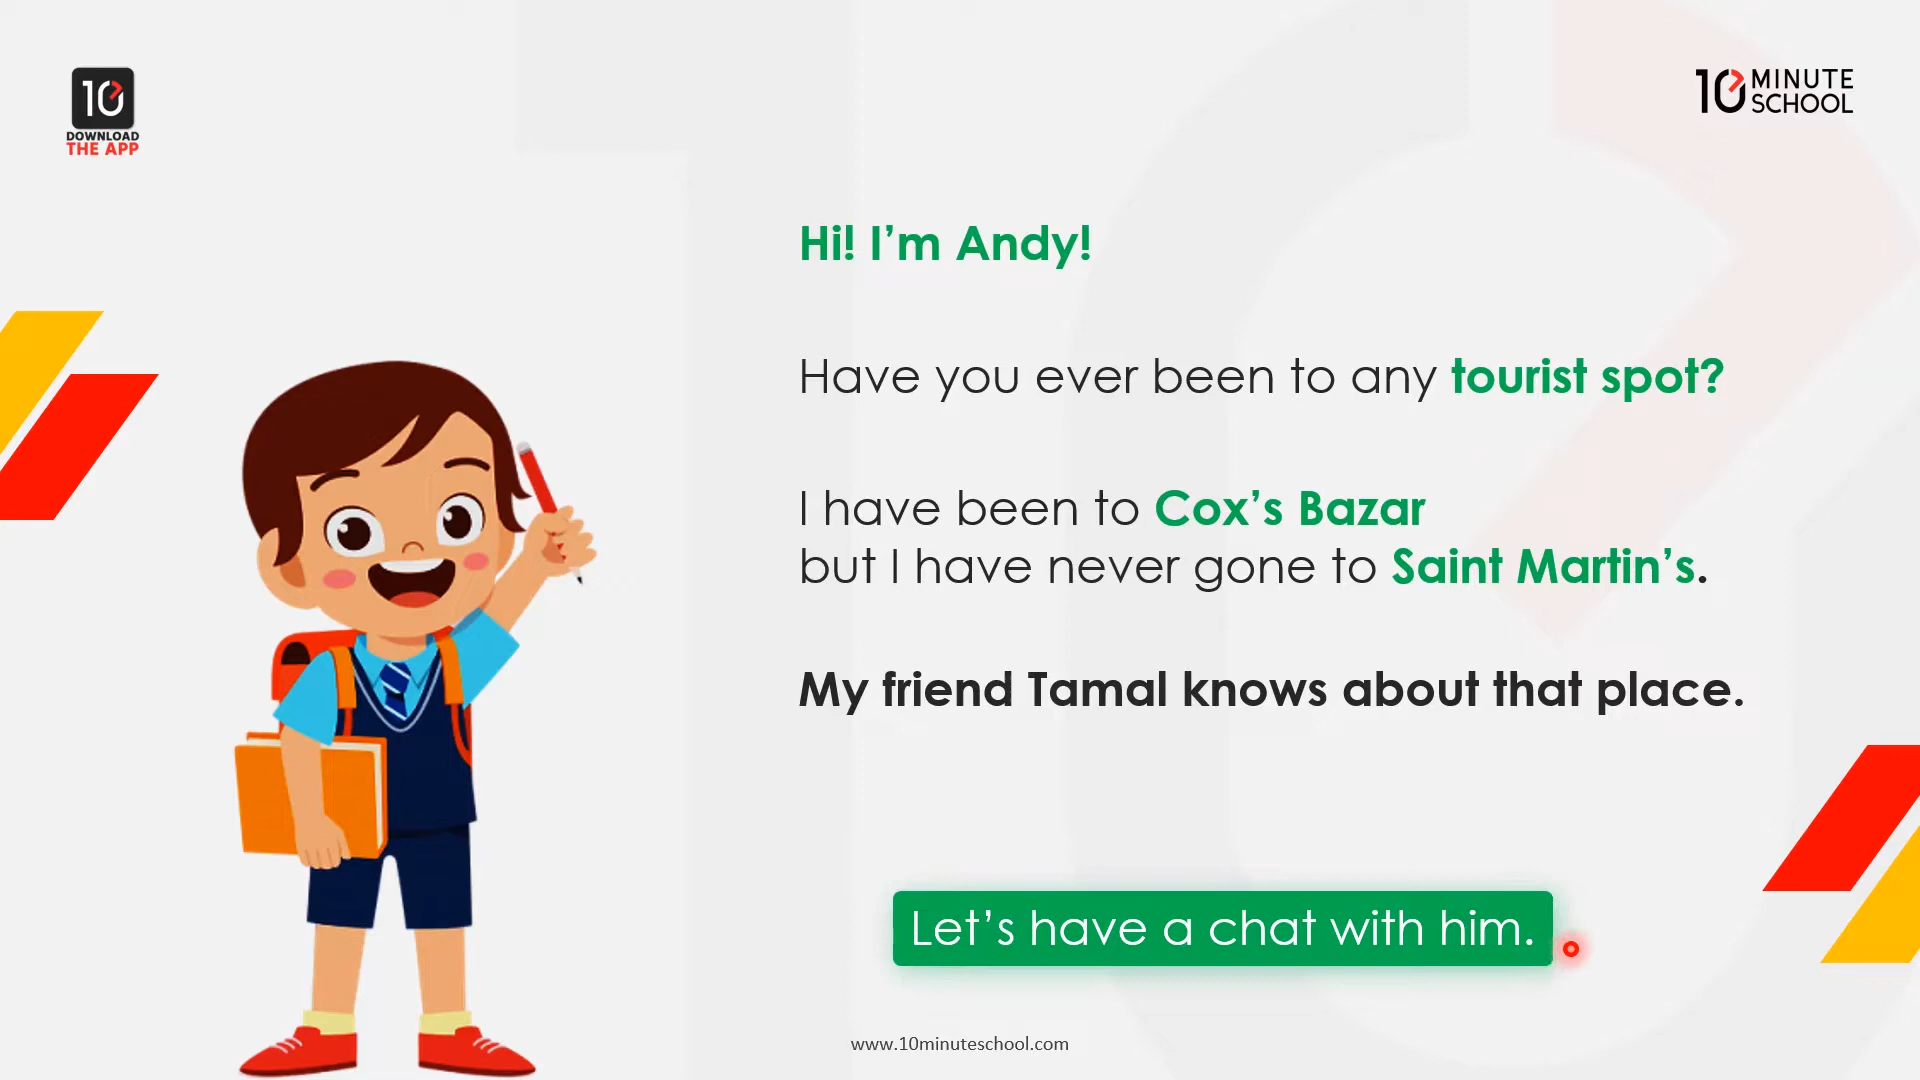 10
DOWNLOAD
THE APP
10 MINUTE
SCHOOL
Hi! I’m Andy!
Have you ever been to any tourist spot?
I have been to Cox’s Bazar
but I have never gone to Saint Martin’s.
My friend Tamal knows about that place.
Let’s have a chat with him.
www.10minuteschool.com